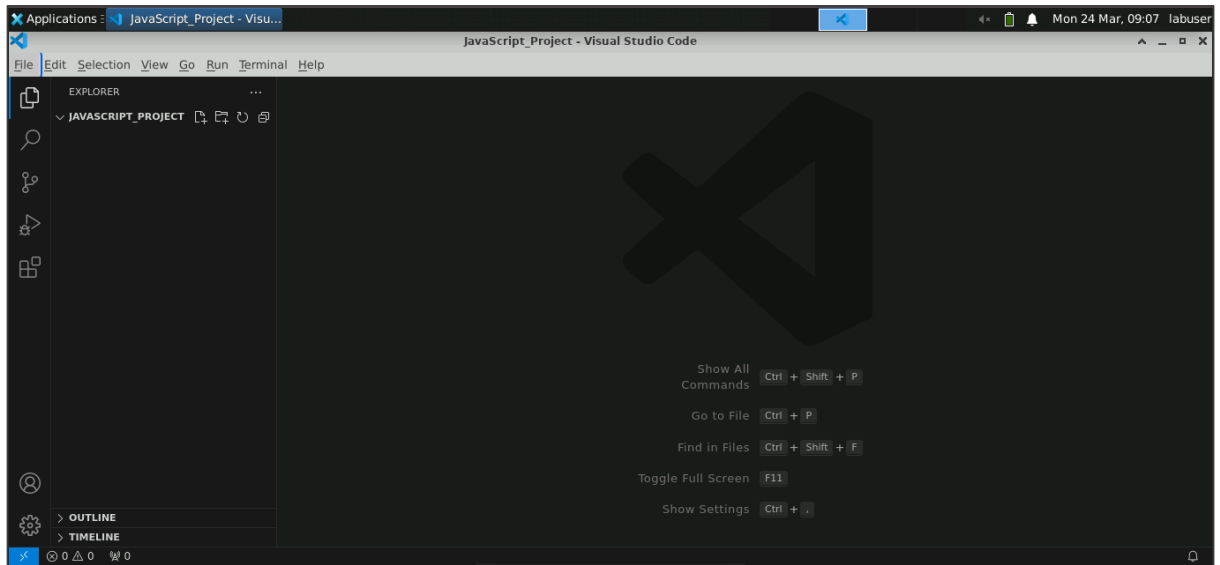 Applications JavaScript_Project - Visu... Mon 24 Mar, 09:07 labuser
JavaScript_Project - Visual Studio Code
File Edit Selection View Go Run Terminal Help
EXPLORER ...
JAVASCRIPT_PROJECT
Show All
Commands Ctrl + Shift + P
Go to File Ctrl + P
Find in Files Ctrl + Shift + F
Toggle Full Screen F11
Show Settings Ctrl + ,
OUTLINE
TIMELINE
0 0 0